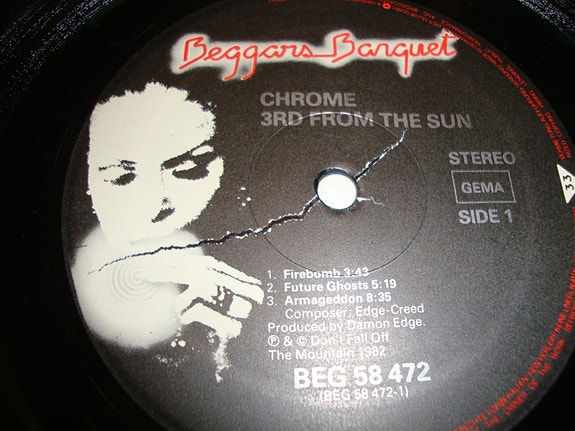 Beggars Banquet
CHROME
3RD FROM THE SUN
STEREO
GEMA
33
SIDE 1
1. Firebomb 3:43
2. Future Ghosts 5:19
3. Armageddon 8:35
Composer, Edge-Creed
Produced by Damon Edge.
℗ & © Don't Fall Off
The Mountain 1982
BEG 58 472
(BEG 58 472-1)